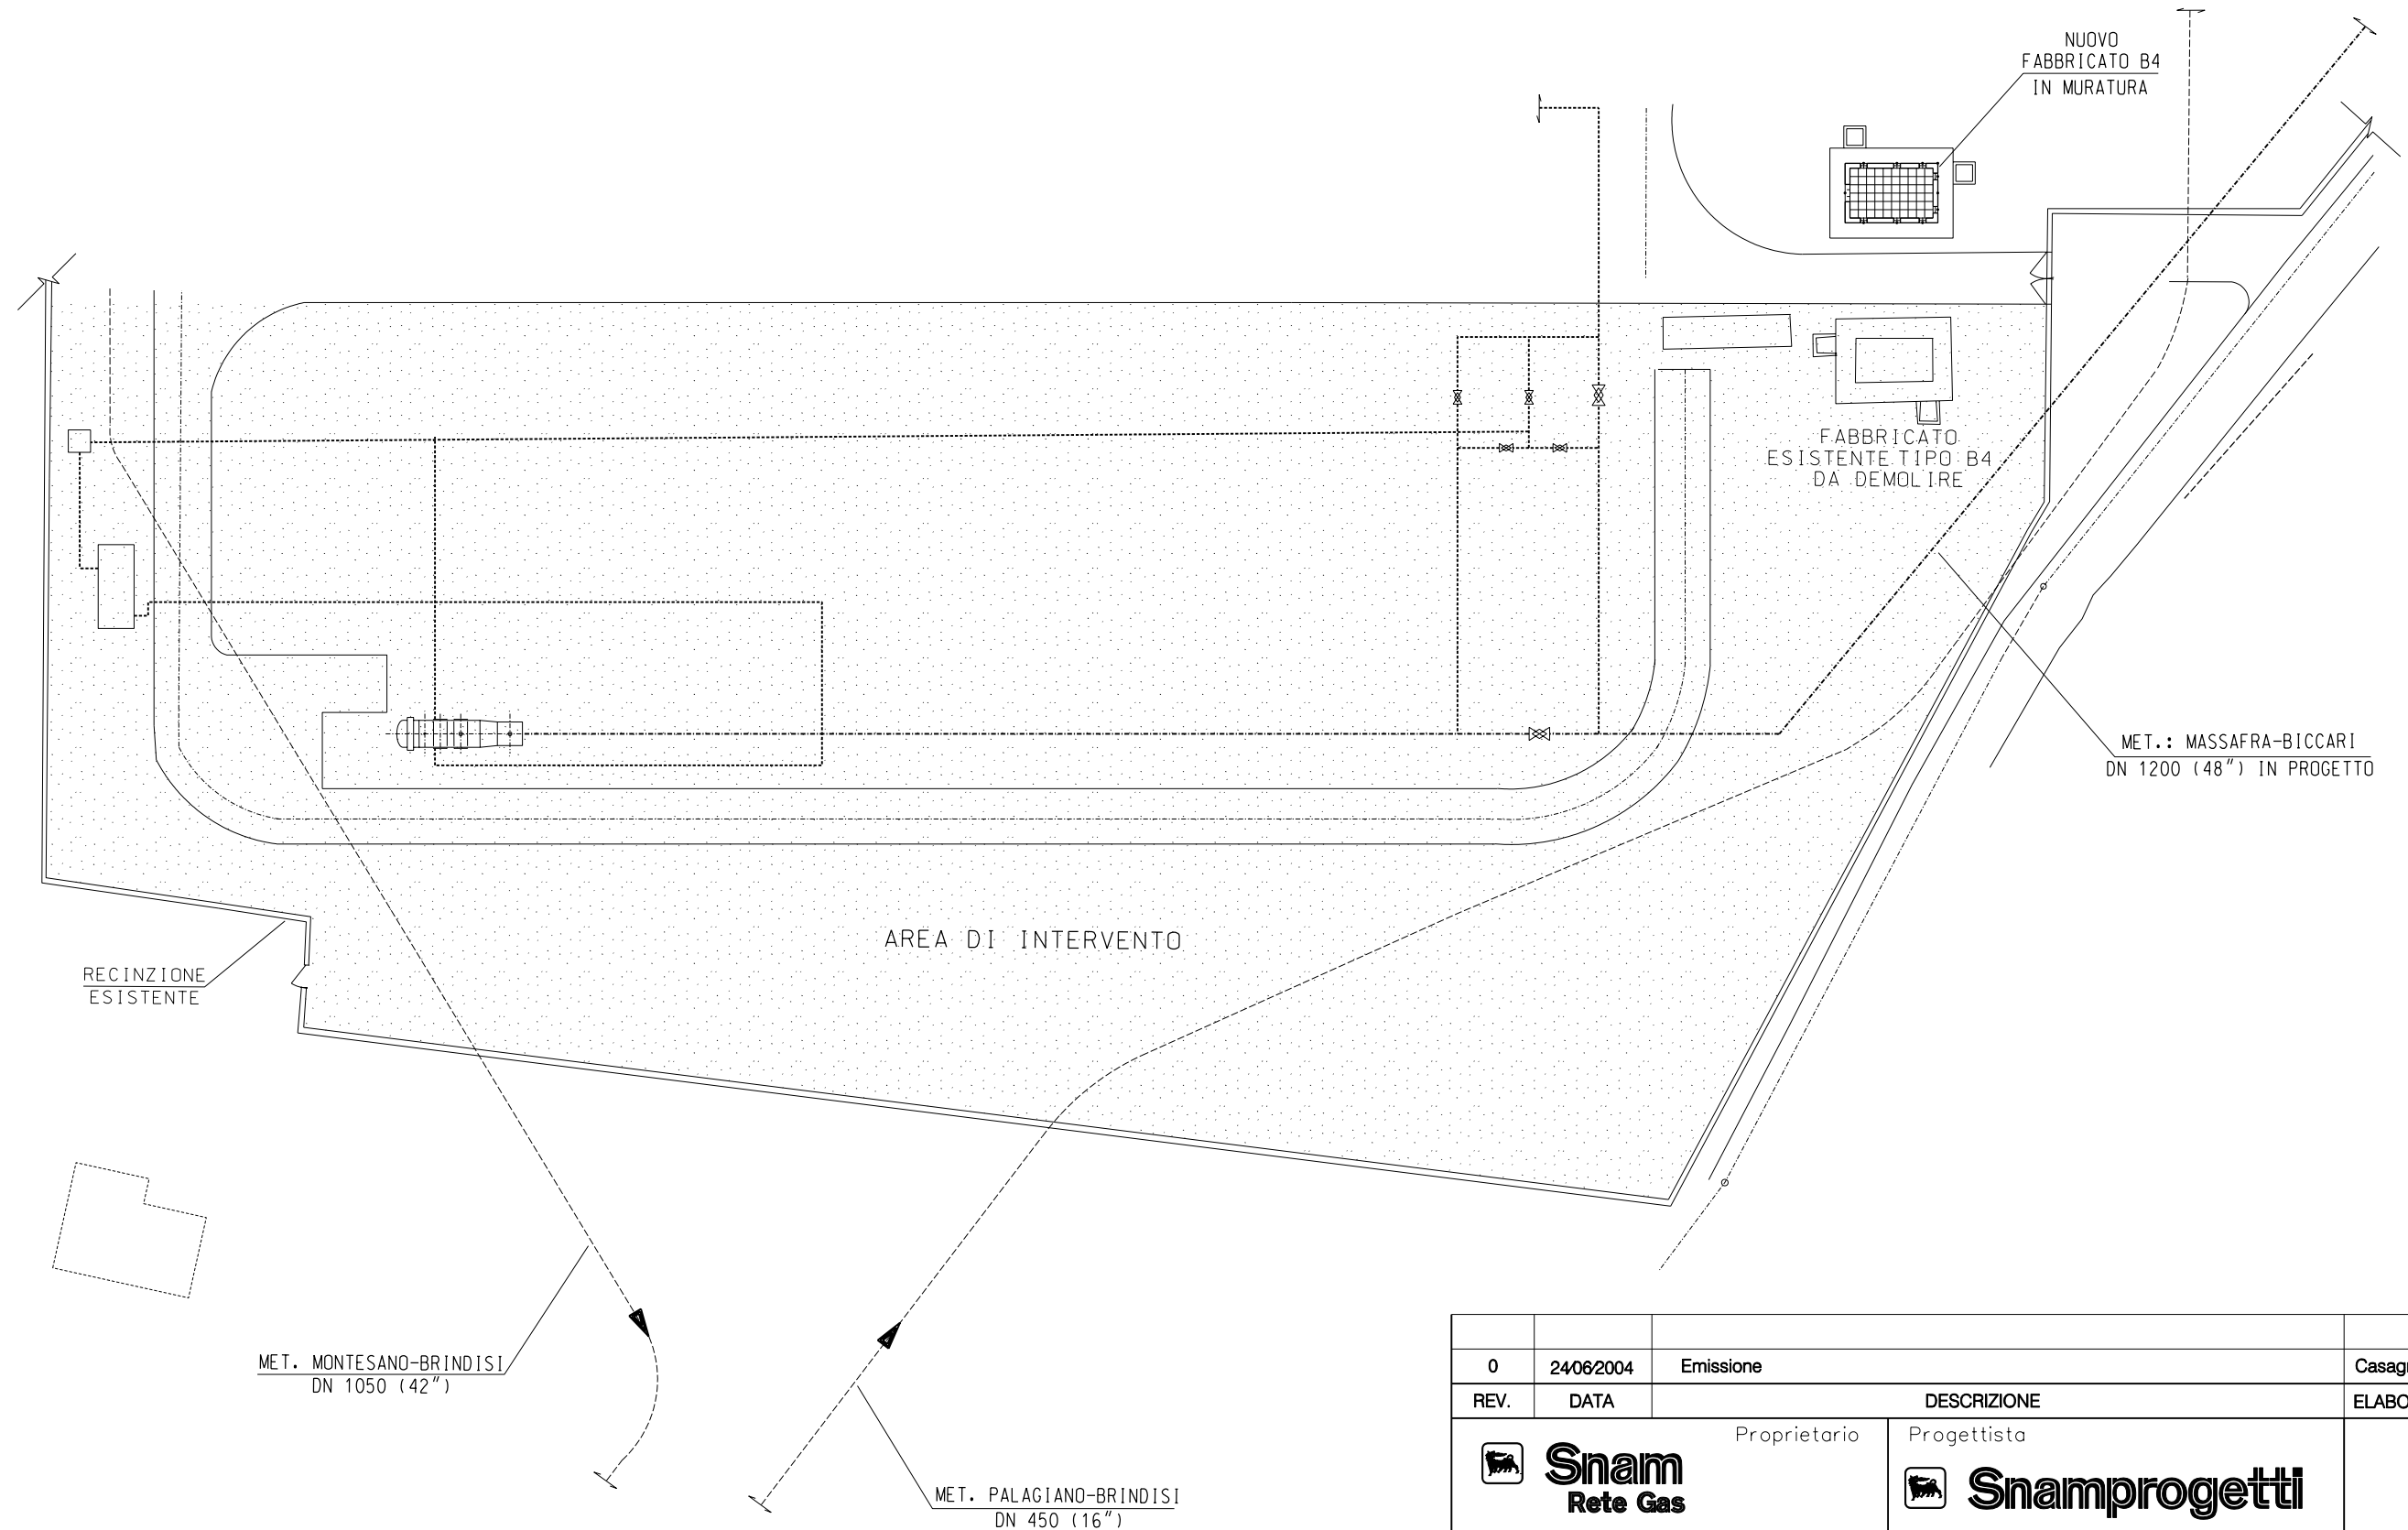 NUOVO
FABBRICATO B4
IN MURATURA
FABBRICATO
ESISTENTE TIPO B4
DA DEMOLIRE
MET.: MASSAFRA-BICCARI
DN 1200 (48") IN PROGETTO
AREA DI INTERVENTO
RECINZIONE
ESISTENTE
MET. MONTESANO-BRINDISI
DN 1050 (42")
MET. PALAGIANO-BRINDISI
DN 450 (16")
0 24/06/2004 Emissione Casag
REV. DATA DESCRIZIONE ELABO
Proprietario Progettista
Snam
Rete Gas
Snamprogetti